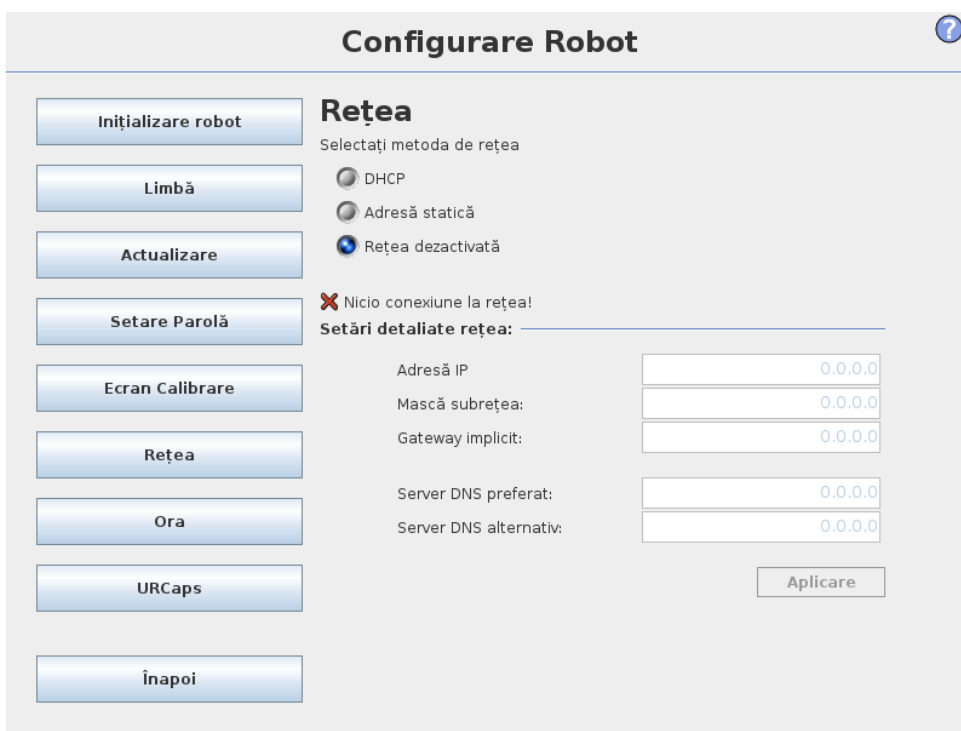 Configurare Robot
?
Inițializare robot
Limbă
Actualizare
Setare Parolă
Ecran Calibrare
Rețea
Ora
URCaps
Înapoi
Rețea
Selectați metoda de rețea
DHCP
Adresă statică
Rețea dezactivată
Nicio conexiune la rețea!
Setări detaliate rețea:
Adresă IP 0.0.0.0
Mască subrețea: 0.0.0.0
Gateway implicit: 0.0.0.0
Server DNS preferat: 0.0.0.0
Server DNS alternativ: 0.0.0.0
Aplicare